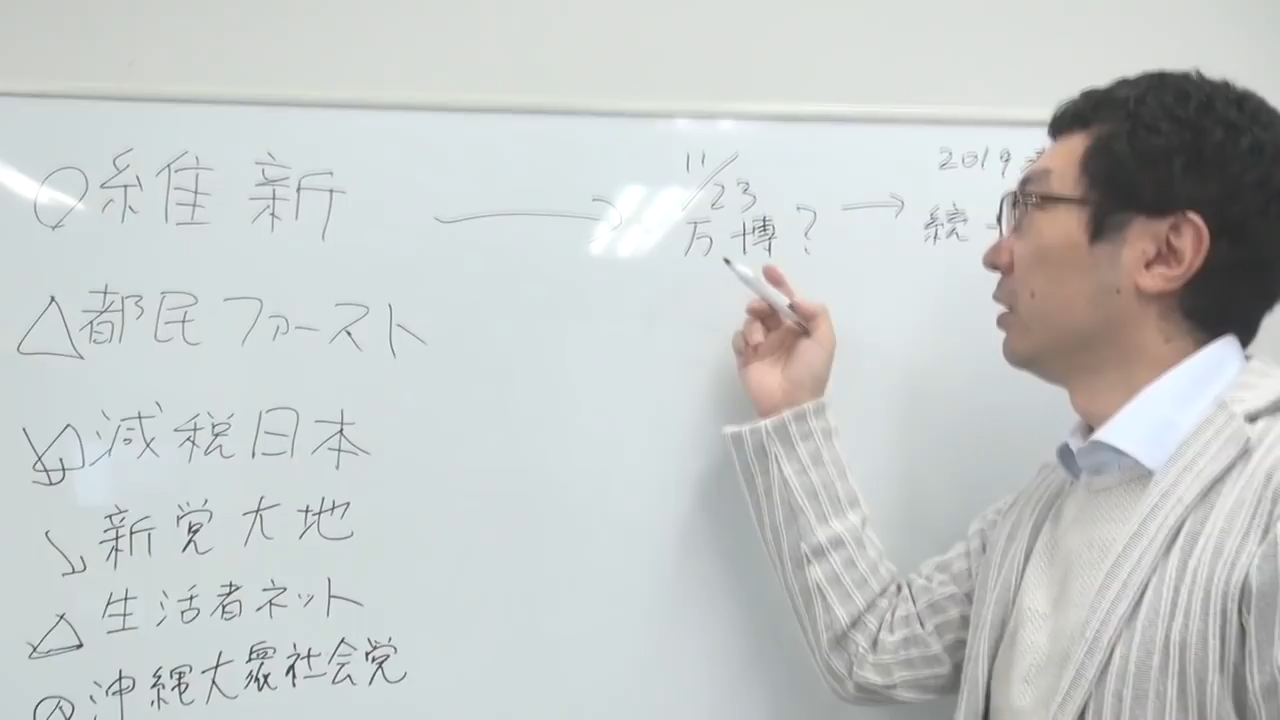 ○維新 → 11/23 → 2019
万博? 続
△都民ファースト
減税日本
↘新党大地
△生活者ネット
沖縄大衆社会党